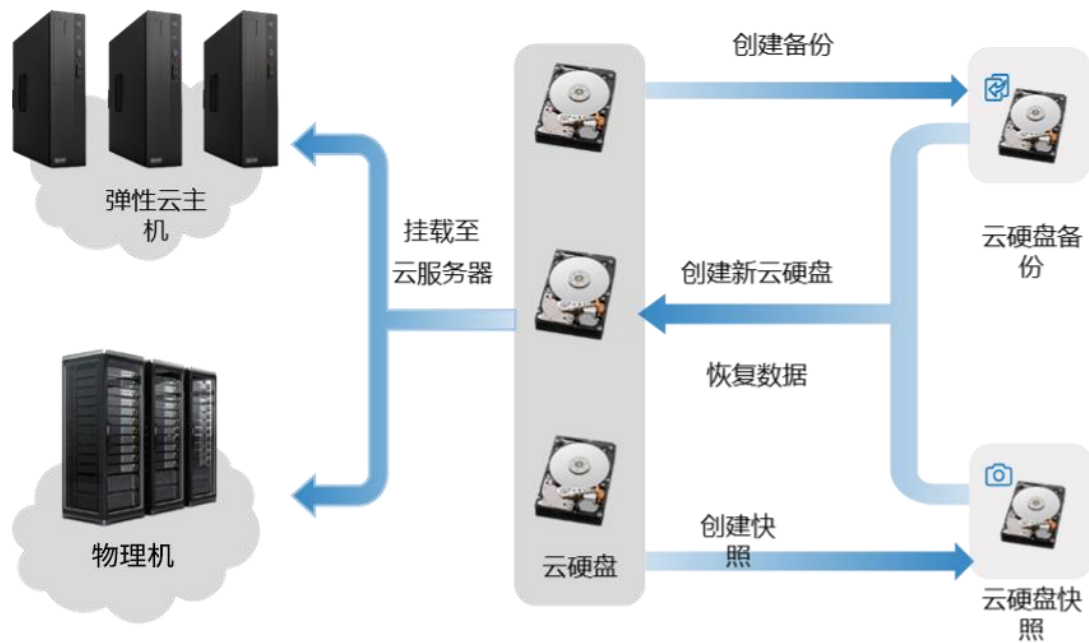 创建备份
弹性云主
机
云硬盘备
份
挂载至
云服务器
创建新云硬盘
恢复数据
物理机
云硬盘
创建快
照
云硬盘快
照